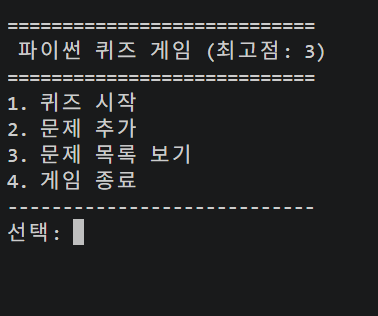 ============================
파이썬 퀴즈 게임 (최고점: 3)
============================
1. 퀴즈 시작
2. 문제 추가
3. 문제 목록 보기
4. 게임 종료
----------------------------
선택: